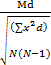 Md
√((∑x²d)
N(N−1))